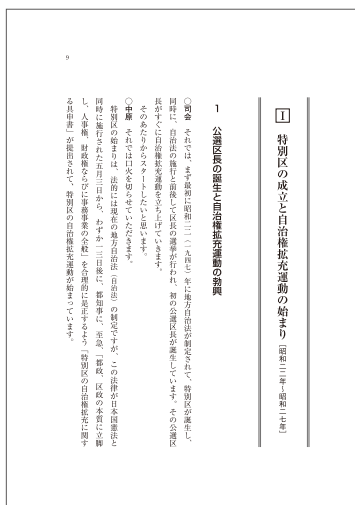 I 特別区の成立と自治権拡充運動の始まり［昭和二二年〜昭和二七年］
1 公選区長の誕生と自治権拡充運動の勃興
〇司会 それでは、まず最初に昭和二二（一九四七）年に地方自治法が制定されて、特別区が誕生し、
同時に、自治法の施行と前後して区長の選挙が行われ、初の公選区長が誕生しています。その公選区
長がすぐに自治権拡充運動を立ち上げていきます。
そのあたりからスタートしたいと思います。
〇中原 それでは口火を切らせていただきます。
特別区の始まりは、法的には現在の地方自治法（自治法）の制定ですが、この法律が日本国憲法と
同時に施行された五月三日から、わずか一三日後に、都知事に、至急、「都政、区政の本質に立脚
し、人事権、財政権ならびに事務事業の全般」を合理的に是正するよう「特別区の自治権拡充に関す
る具申書」が提出されて、特別区の自治権拡充運動が始まっています。
9